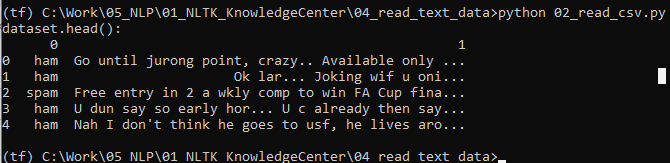 (tf) C:\Work\05_NLP\01_NLTK_KnowledgeCenter\04_read_text_data>python 02_read_csv.py
dataset.head():
      0                                                  1
0   ham  Go until jurong point, crazy.. Available only ...
1   ham                      Ok lar... Joking wif u oni...
2  spam  Free entry in 2 a wkly comp to win FA Cup fina...
3   ham  U dun say so early hor... U c already then say...
4   ham  Nah I don't think he goes to usf, he lives aro...
(tf) C:\Work\05_NLP\01_NLTK_KnowledgeCenter\04_read_text_data>